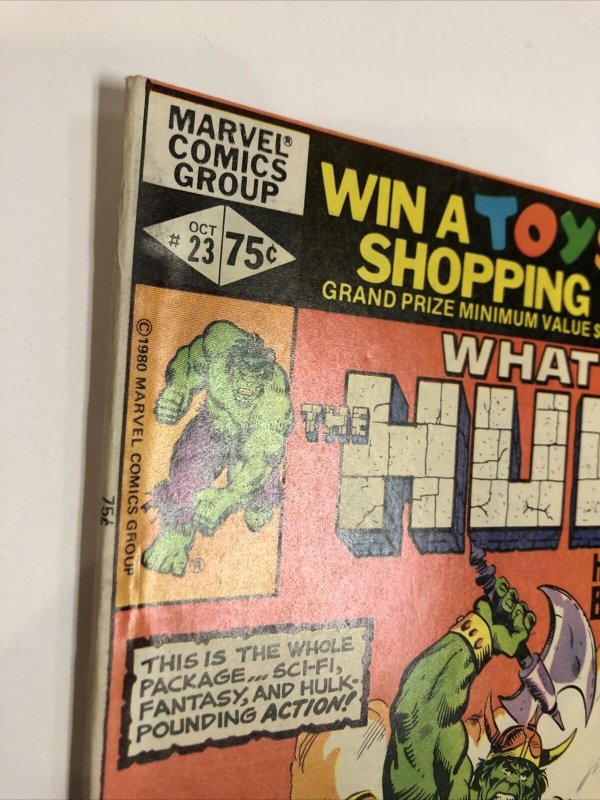 MARVEL®
COMICS
GROUP
OCT
# 23
75¢
WIN A TOYS
SHOPPING
GRAND PRIZE MINIMUM VALUE $
WHAT
THE HUL
©1980 MARVEL COMICS GROUP
75¢
®
THIS IS THE WHOLE
PACKAGE... SCI-FI,
FANTASY, AND HULK-
POUNDING ACTION!